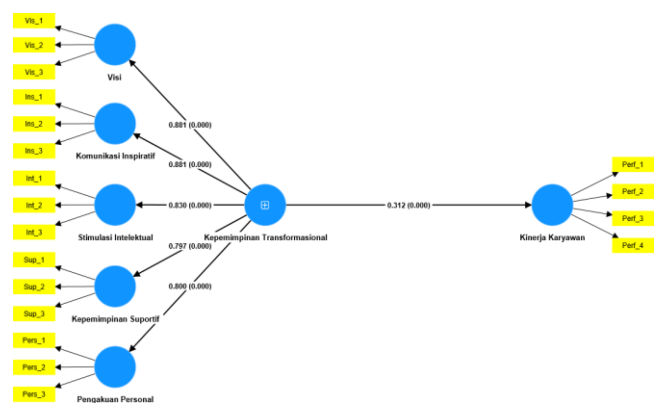 Vis_1
Vis_2
Vis_3
Visi
0.881 (0.000)
Ins_1
Ins_2
Ins_3
Komunikasi Inspiratif
0.881 (0.000)
Int_1
Int_2
Int_3
Stimulasi Intelektual
0.830 (0.000)
Sup_1
Sup_2
Sup_3
Kepemimpinan Suportif
0.797 (0.000)
Pers_1
Pers_2
Pers_3
Pengakuan Personal
0.800 (0.000)
Kepemimpinan Transformasional
0.312 (0.000)
Kinerja Karyawan
Perf_1
Perf_2
Perf_3
Perf_4